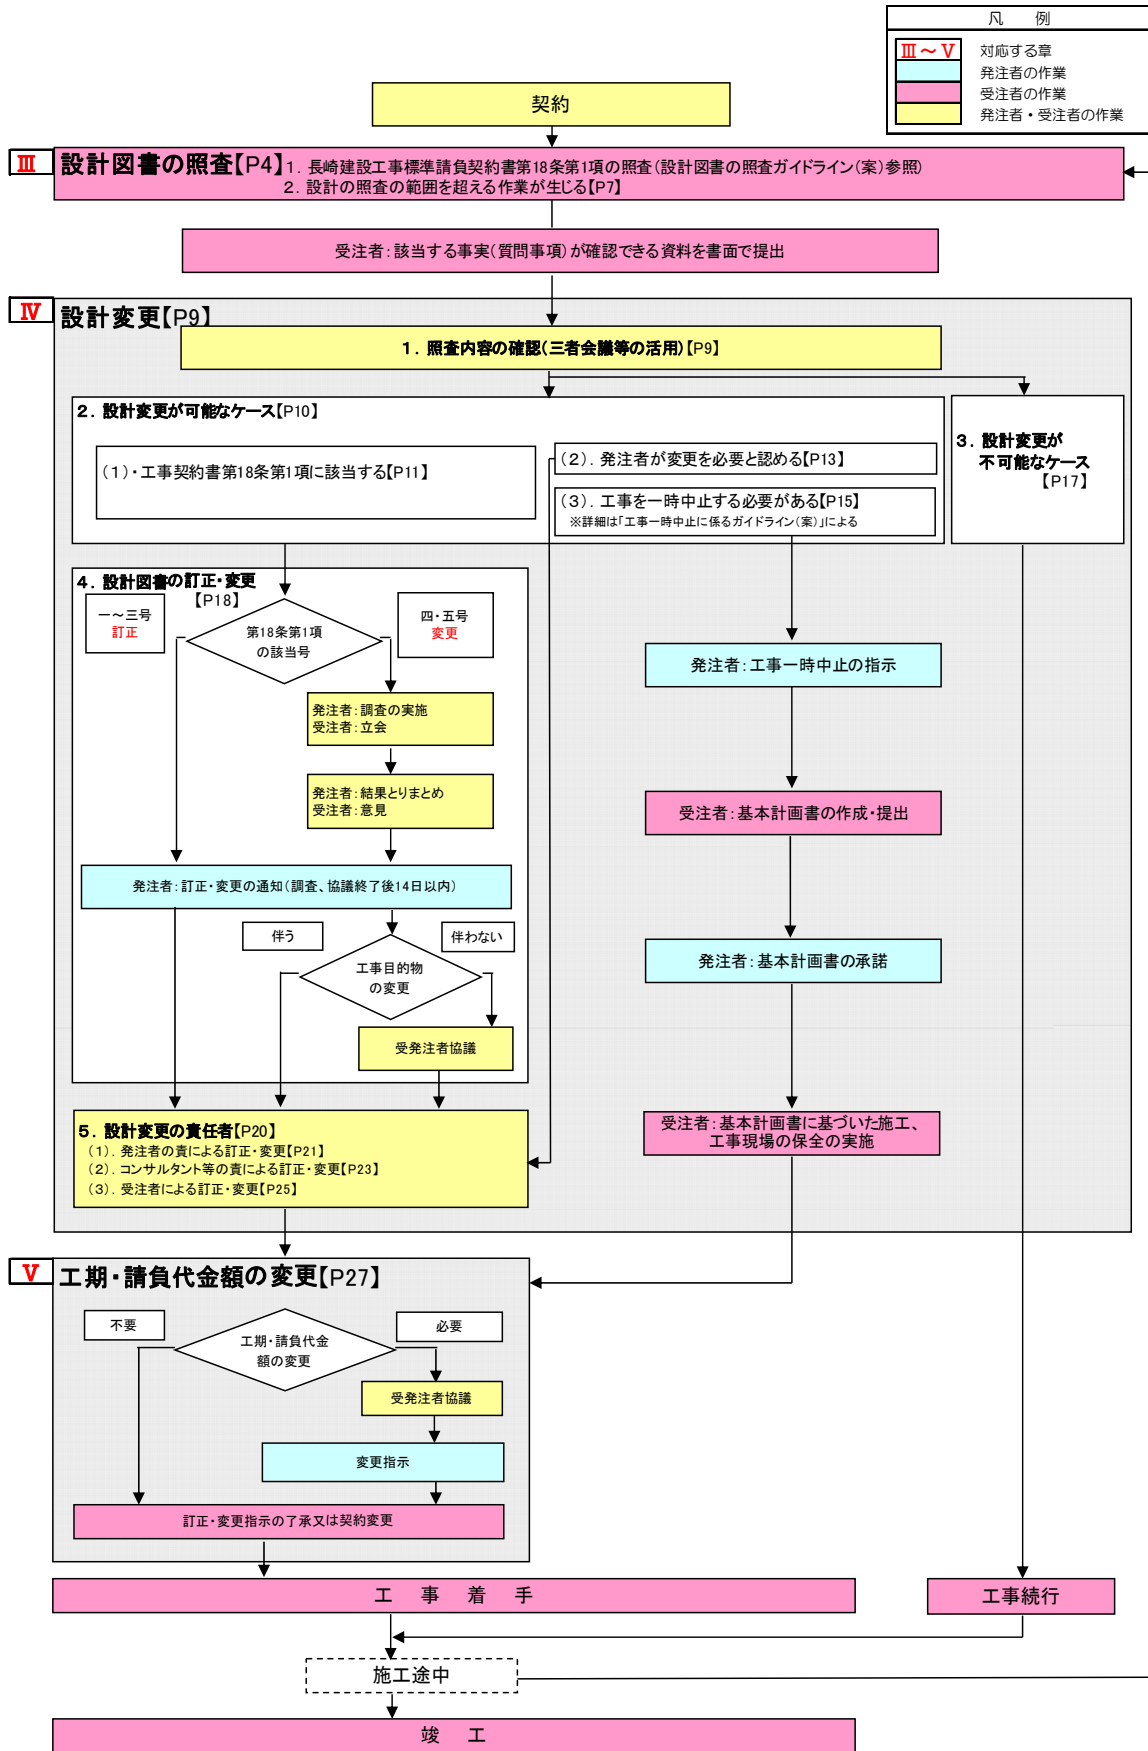 凡　例
Ⅲ～Ⅴ 対応する章
発注者の作業
受注者の作業
発注者・受注者の作業
契約
Ⅲ
設計図書の照査【P4】
1．長崎建設工事標準請負契約書第18条第1項の照査（設計図書の照査ガイドライン（案）参照）
2．設計の照査の範囲を超える作業が生じる【P7】
受注者：該当する事実（質問事項）が確認できる資料を書面で提出
Ⅳ
設計変更【P9】
1．照査内容の確認（三者会議等の活用）【P9】
2．設計変更が可能なケース【P10】
（1）・工事契約書第18条第1項に該当する【P11】
（2）．発注者が変更を必要と認める【P13】
（3）．工事を一時中止する必要がある【P15】
※詳細は「工事一時中止に係るガイドライン（案）」による
3．設計変更が
不可能なケース
【P17】
4．設計図書の訂正・変更
【P18】
一～三号
訂正
第18条第1項
の該当号
四・五号
変更
発注者：調査の実施
受注者：立会
発注者：結果とりまとめ
受注者：意見
発注者：訂正・変更の通知（調査、協議終了後14日以内）
伴う
伴わない
工事目的物
の変更
受発注者協議
発注者：工事一時中止の指示
受注者：基本計画書の作成・提出
発注者：基本計画書の承諾
受注者：基本計画書に基づいた施工、
工事現場の保全の実施
5．設計変更の責任者【P20】
（1）．発注者の責による訂正・変更【P21】
（2）．コンサルタント等の責による訂正・変更【P23】
（3）．受注者による訂正・変更【P25】
Ⅴ
工期・請負代金額の変更【P27】
不要
必要
工期・請負代金
額の変更
受発注者協議
変更指示
訂正・変更指示の了承又は契約変更
工　事　着　手
工事続行
施工途中
竣　工